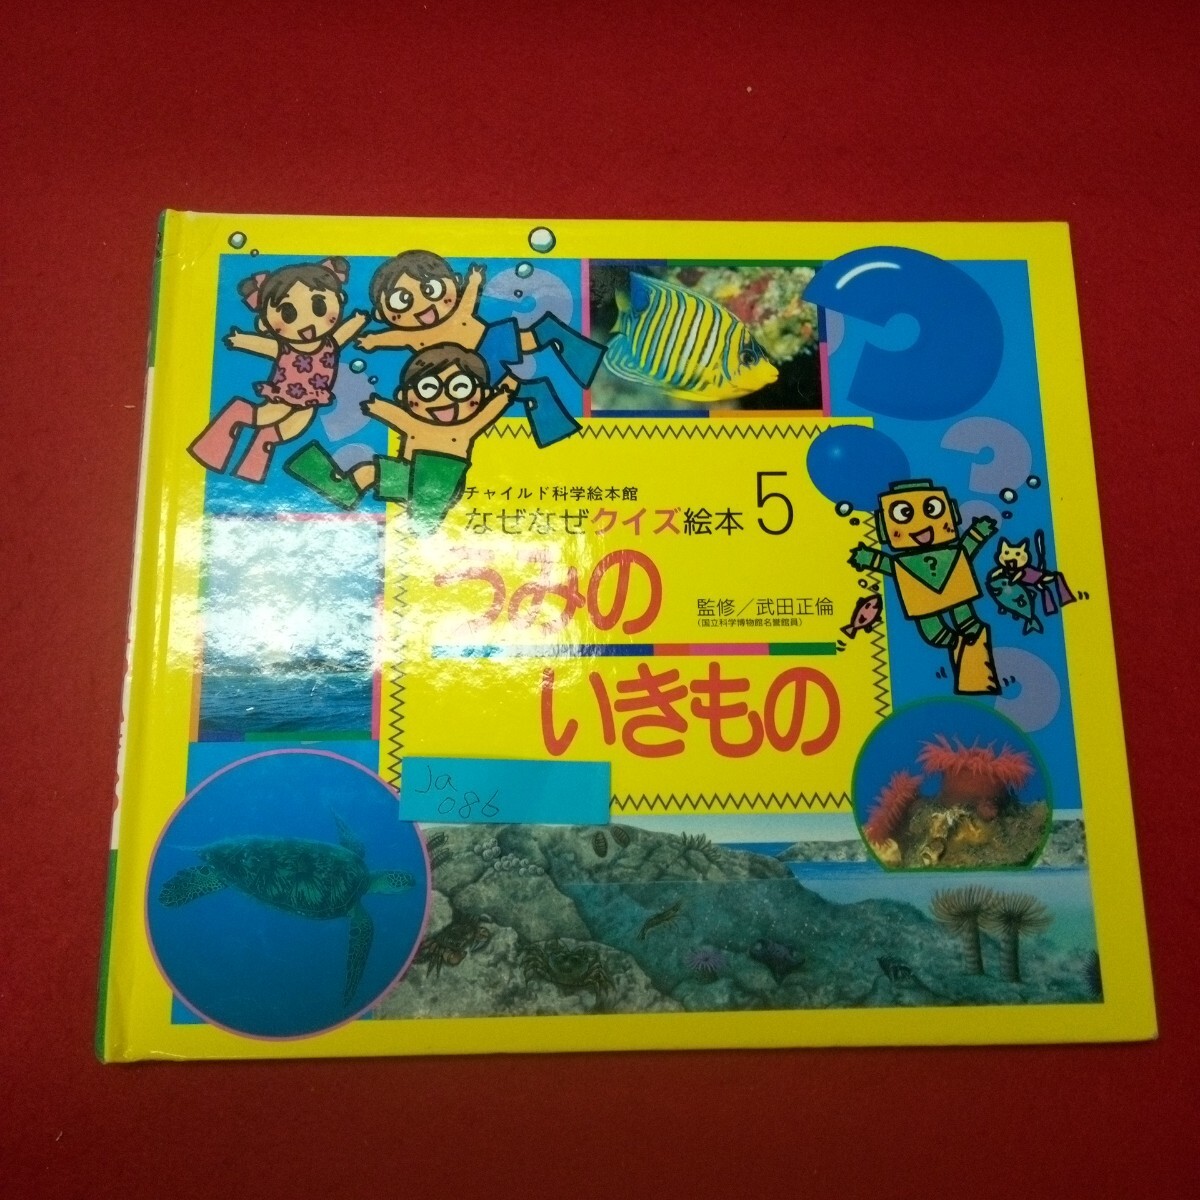 チャイルド科学絵本館
なぜなぜクイズ絵本 5
うみの
監修／武田正倫
(国立科学博物館名誉館員)
いきもの
Ja
086
?